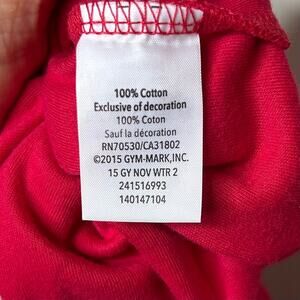 100% Cotton
Exclusive of decoration
100% Coton
Sauf la décoration
RN70530/CA31802
©2015 GYM-MARK,INC.
15 GY NOV WTR 2
241516993
140147104